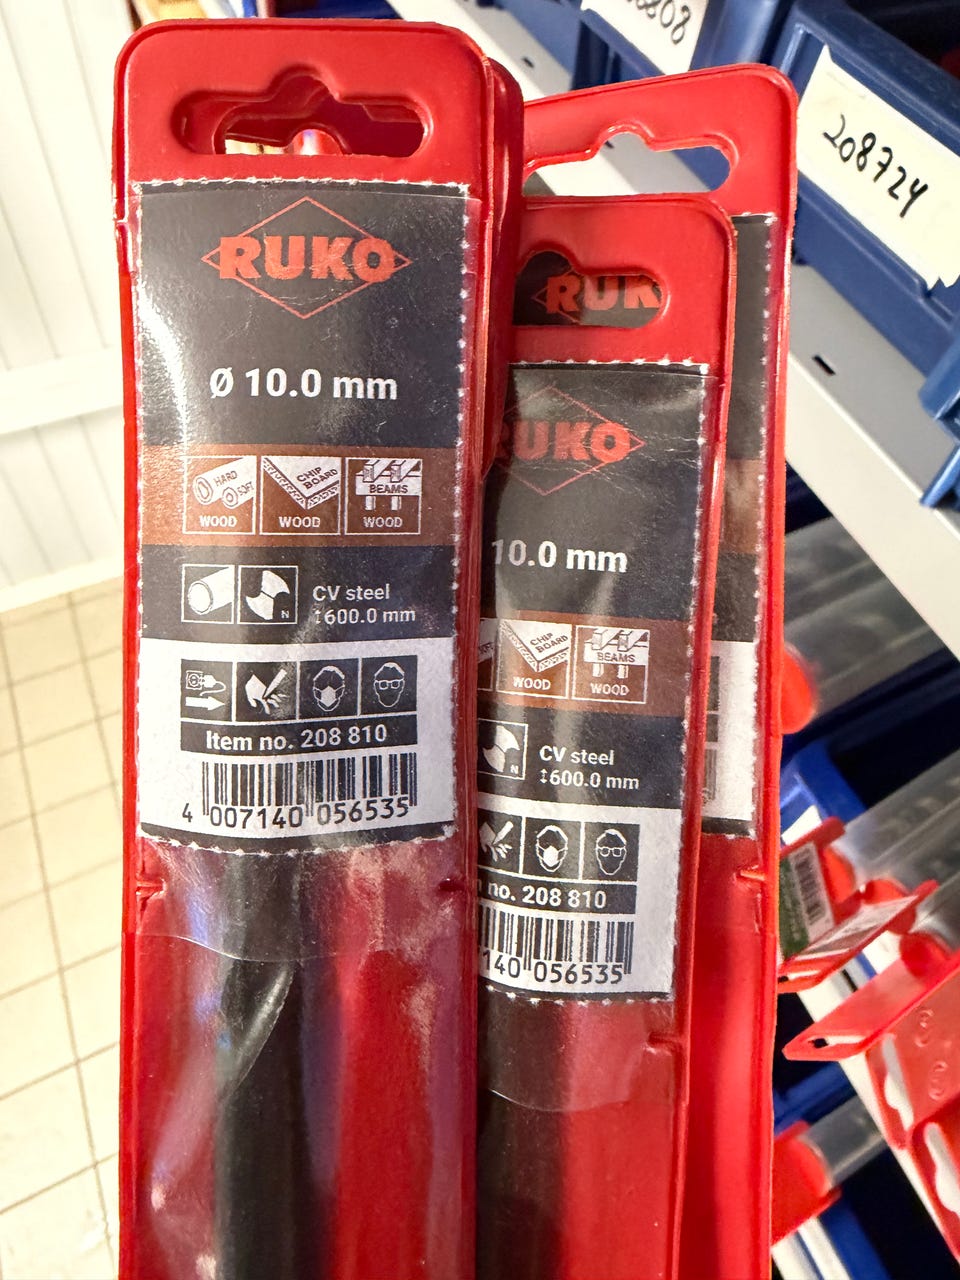 RUKO
Ø 10.0 mm
HARD
SOFT
WOOD
CHIP
BOARD
WOOD
BEAMS
WOOD
CV steel
↕600.0 mm
N
Item no. 208 810
4 007140 056535
RUK
RUKO
10.0 mm
CHIP
BOARD
WOOD
BEAMS
WOOD
CV steel
↕600.0 mm
N
no. 208 810
140 056535
208724